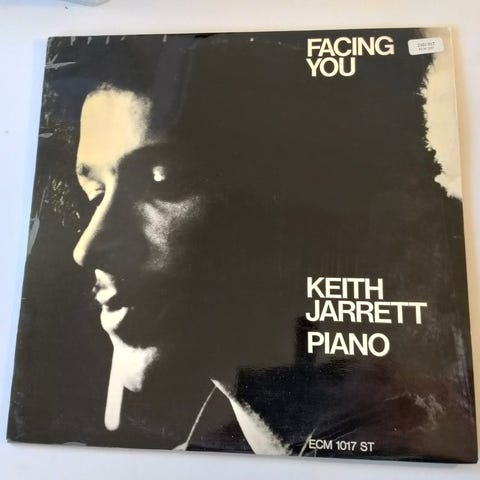 FACING
YOU
KEITH
JARRETT
PIANO
ECM 1017 ST